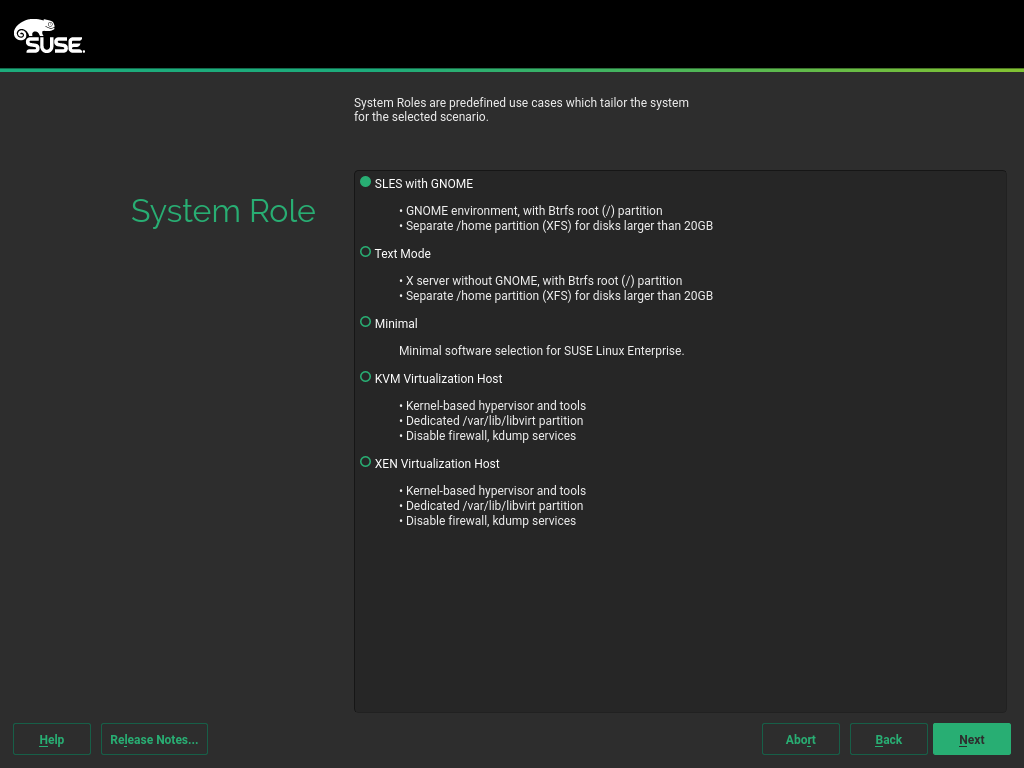 SUSE.
System Roles are predefined use cases which tailor the system
for the selected scenario.
System Role
SLES with GNOME
• GNOME environment, with Btrfs root (/) partition
• Separate /home partition (XFS) for disks larger than 20GB
Text Mode
• X server without GNOME, with Btrfs root (/) partition
• Separate /home partition (XFS) for disks larger than 20GB
Minimal
Minimal software selection for SUSE Linux Enterprise.
KVM Virtualization Host
• Kernel-based hypervisor and tools
• Dedicated /var/lib/libvirt partition
• Disable firewall, kdump services
XEN Virtualization Host
• Kernel-based hypervisor and tools
• Dedicated /var/lib/libvirt partition
• Disable firewall, kdump services
Help Release Notes... Abort Back Next